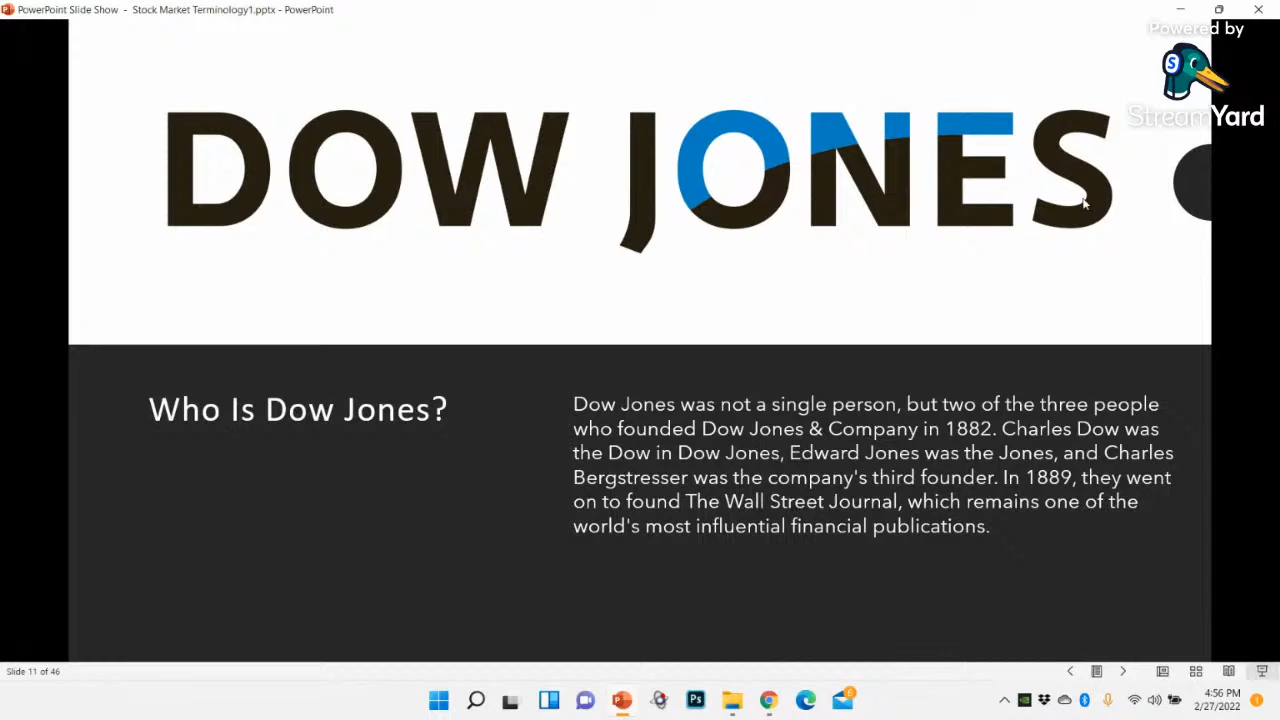 PowerPoint Slide Show - Stock Market Terminology1.pptx - PowerPoint
Powered by
StreamYard
DOW JONES
Who Is Dow Jones?
Dow Jones was not a single person, but two of the three people
who founded Dow Jones & Company in 1882. Charles Dow was
the Dow in Dow Jones, Edward Jones was the Jones, and Charles
Bergstresser was the company's third founder. In 1889, they went
on to found The Wall Street Journal, which remains one of the
world's most influential financial publications.
Slide 11 of 46
Ps
6
4:56 PM
2/27/2022
1